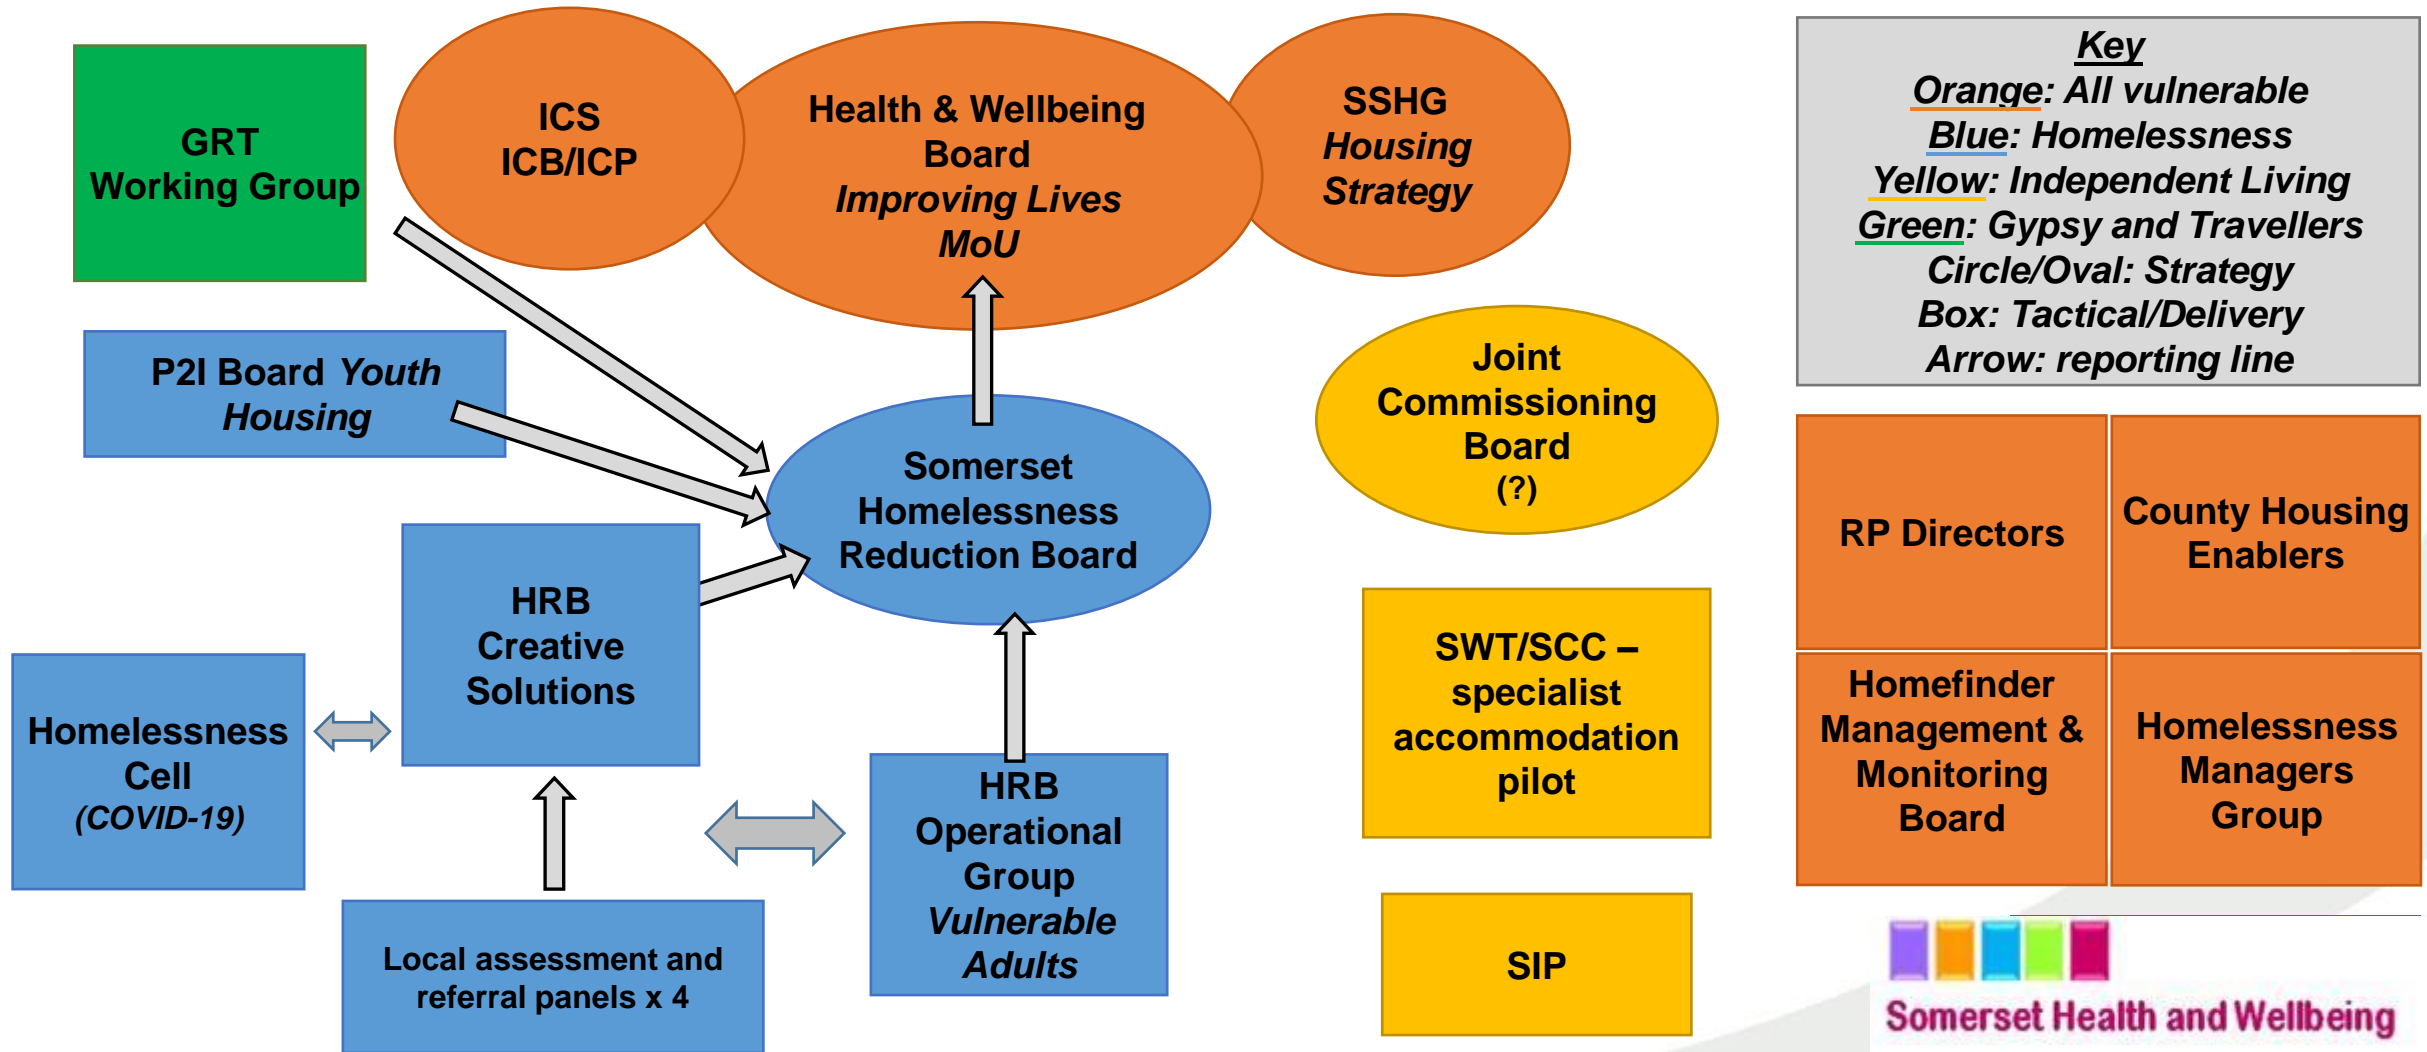 GRT
Working Group
ICS
ICB/ICP
Health & Wellbeing
Board
Improving Lives
MoU
SSHG
Housing
Strategy
Key
Orange: All vulnerable
Blue: Homelessness
Yellow: Independent Living
Green: Gypsy and Travellers
Circle/Oval: Strategy
Box: Tactical/Delivery
Arrow: reporting line
P2I Board Youth
Housing
Somerset
Homelessness
Reduction Board
Joint
Commissioning
Board
(?)
RP Directors
County Housing
Enablers
HRB
Creative
Solutions
Homelessness
Cell
(COVID-19)
HRB
Operational
Group
Vulnerable
Adults
SWT/SCC –
specialist
accommodation
pilot
Homefinder
Management &
Monitoring
Board
Homelessness
Managers
Group
Local assessment and
referral panels x 4
SIP
Somerset Health and Wellbeing